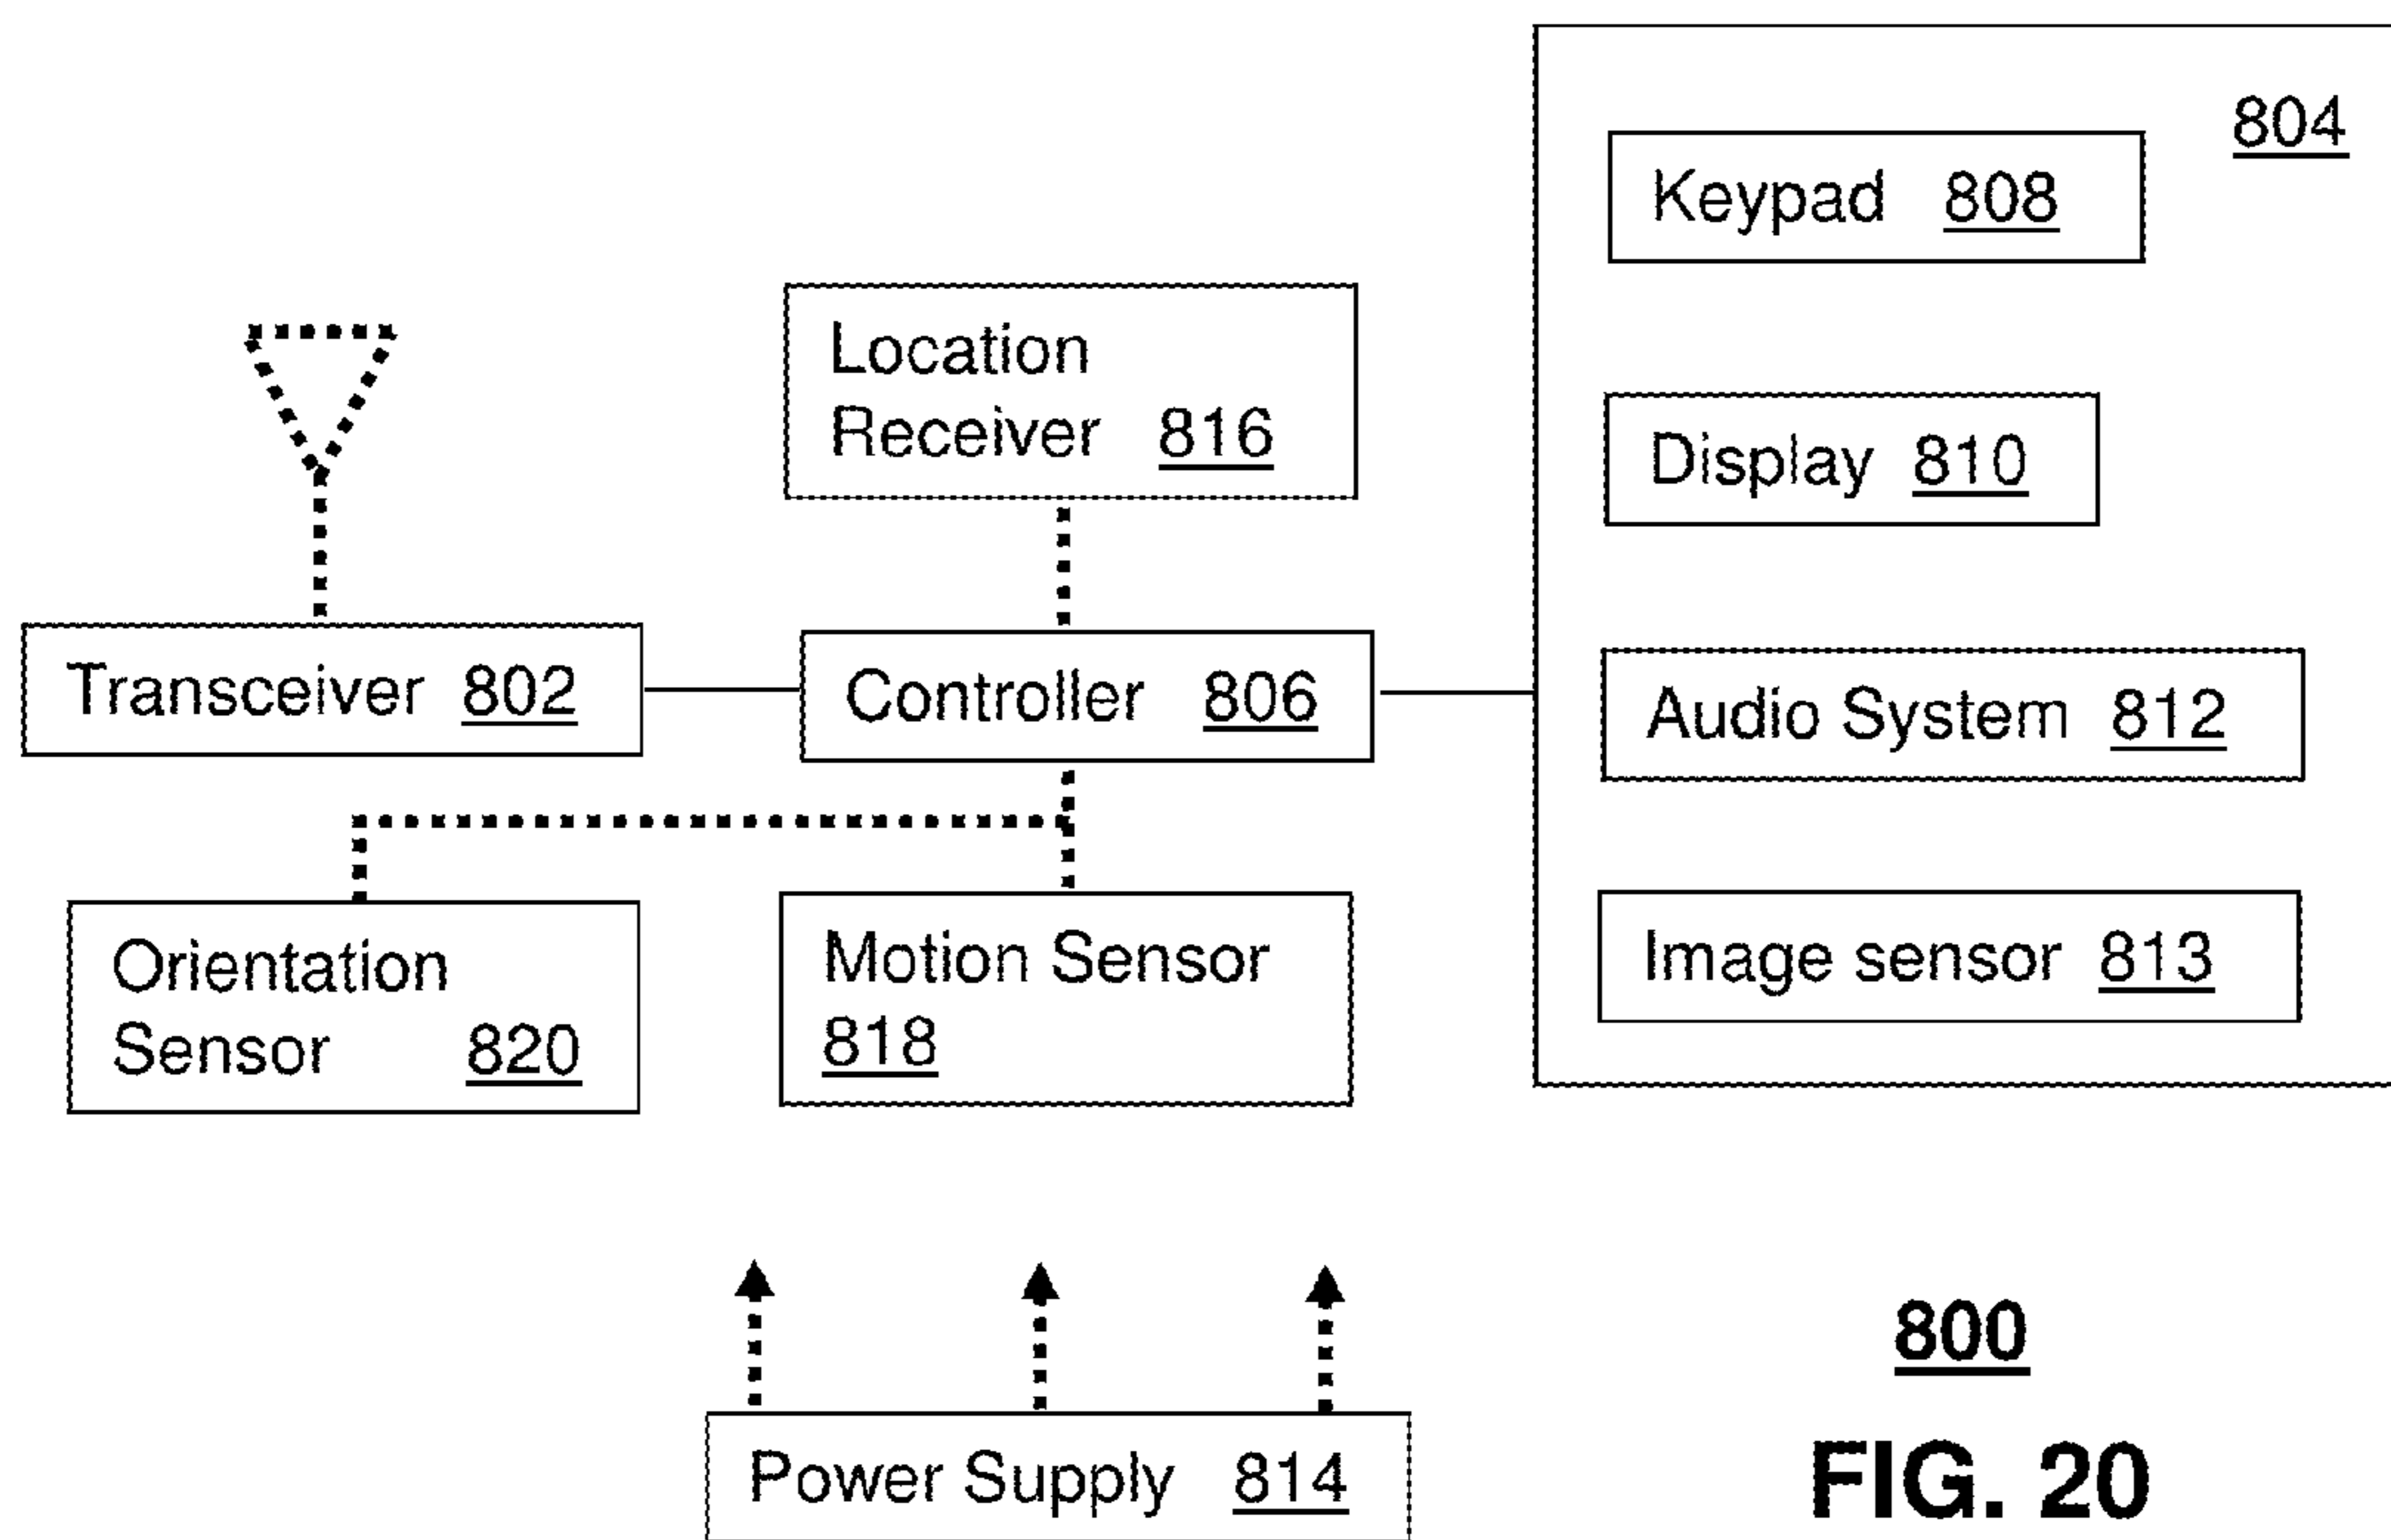 804
Keypad 808
Location
Receiver 816
Display 810
Transceiver 802
Controller 806
Audio System 812
Orientation
Sensor 820
Motion Sensor
818
Image sensor 813
Power Supply 814
800
FIG. 20